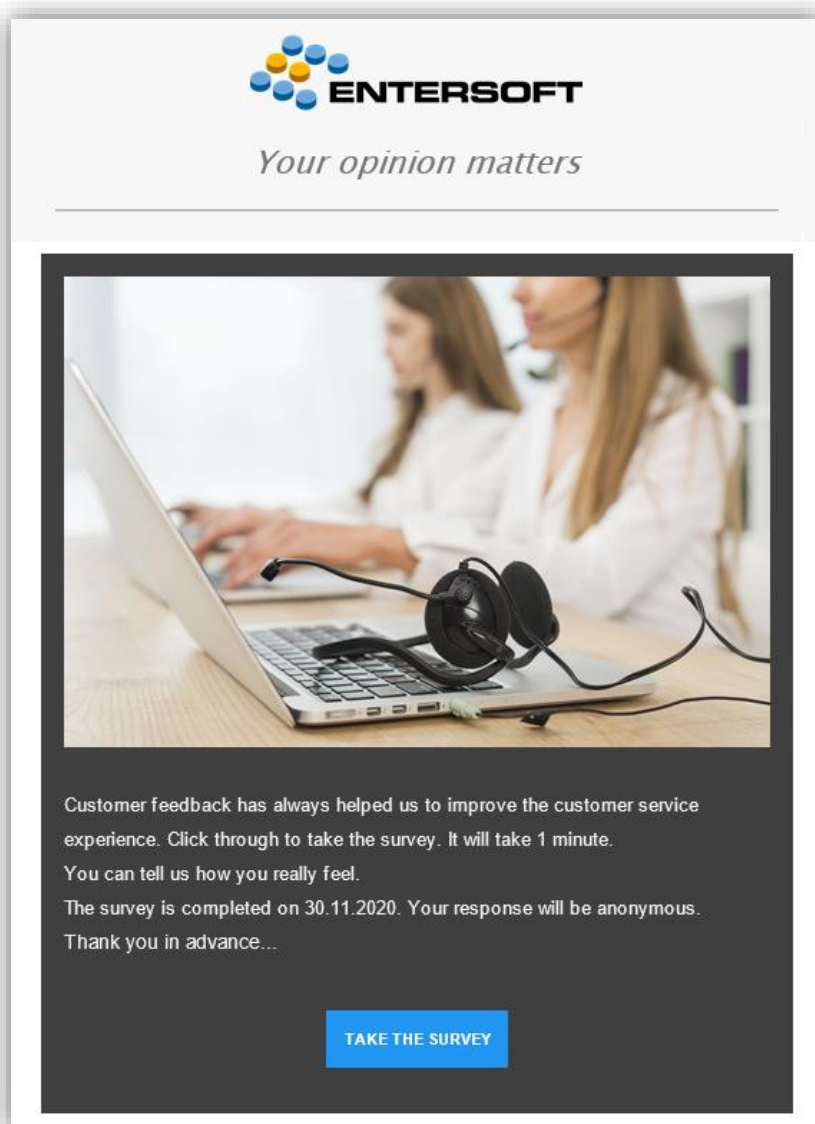 ENTERSOFT
Your opinion matters
Customer feedback has always helped us to improve the customer service
experience. Click through to take the survey. It will take 1 minute.
You can tell us how you really feel.
The survey is completed on 30.11.2020. Your response will be anonymous.
Thank you in advance...
TAKE THE SURVEY